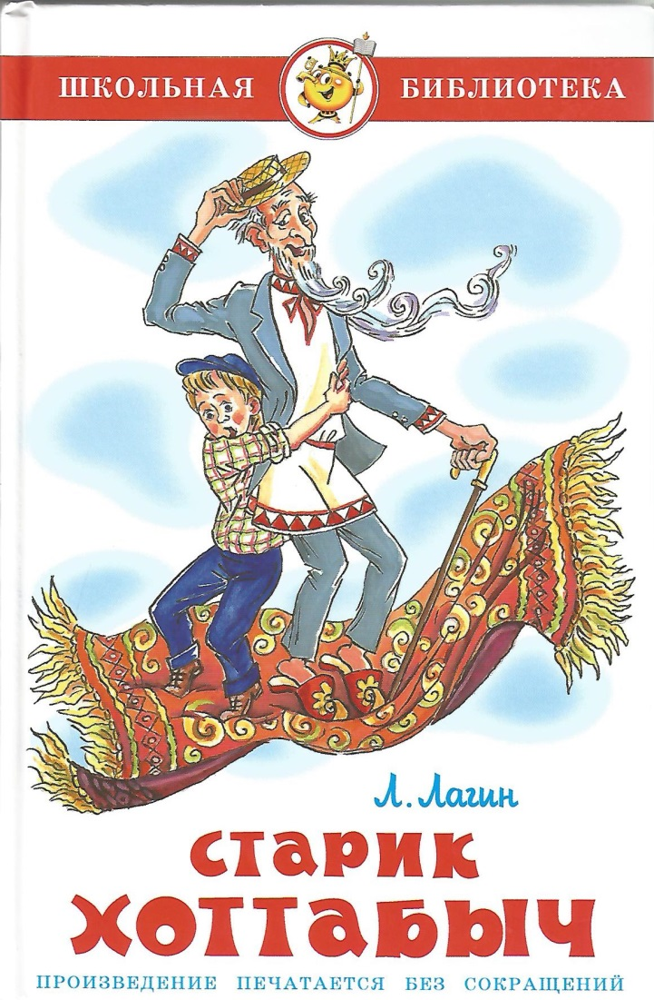 ШКОЛЬНАЯ БИБЛИОТЕКА
Л. Лагин
СТАРИК
ХОТТАБЫЧ
ПРОИЗВЕДЕНИЕ ПЕЧАТАЕТСЯ БЕЗ СОКРАЩЕНИЙ